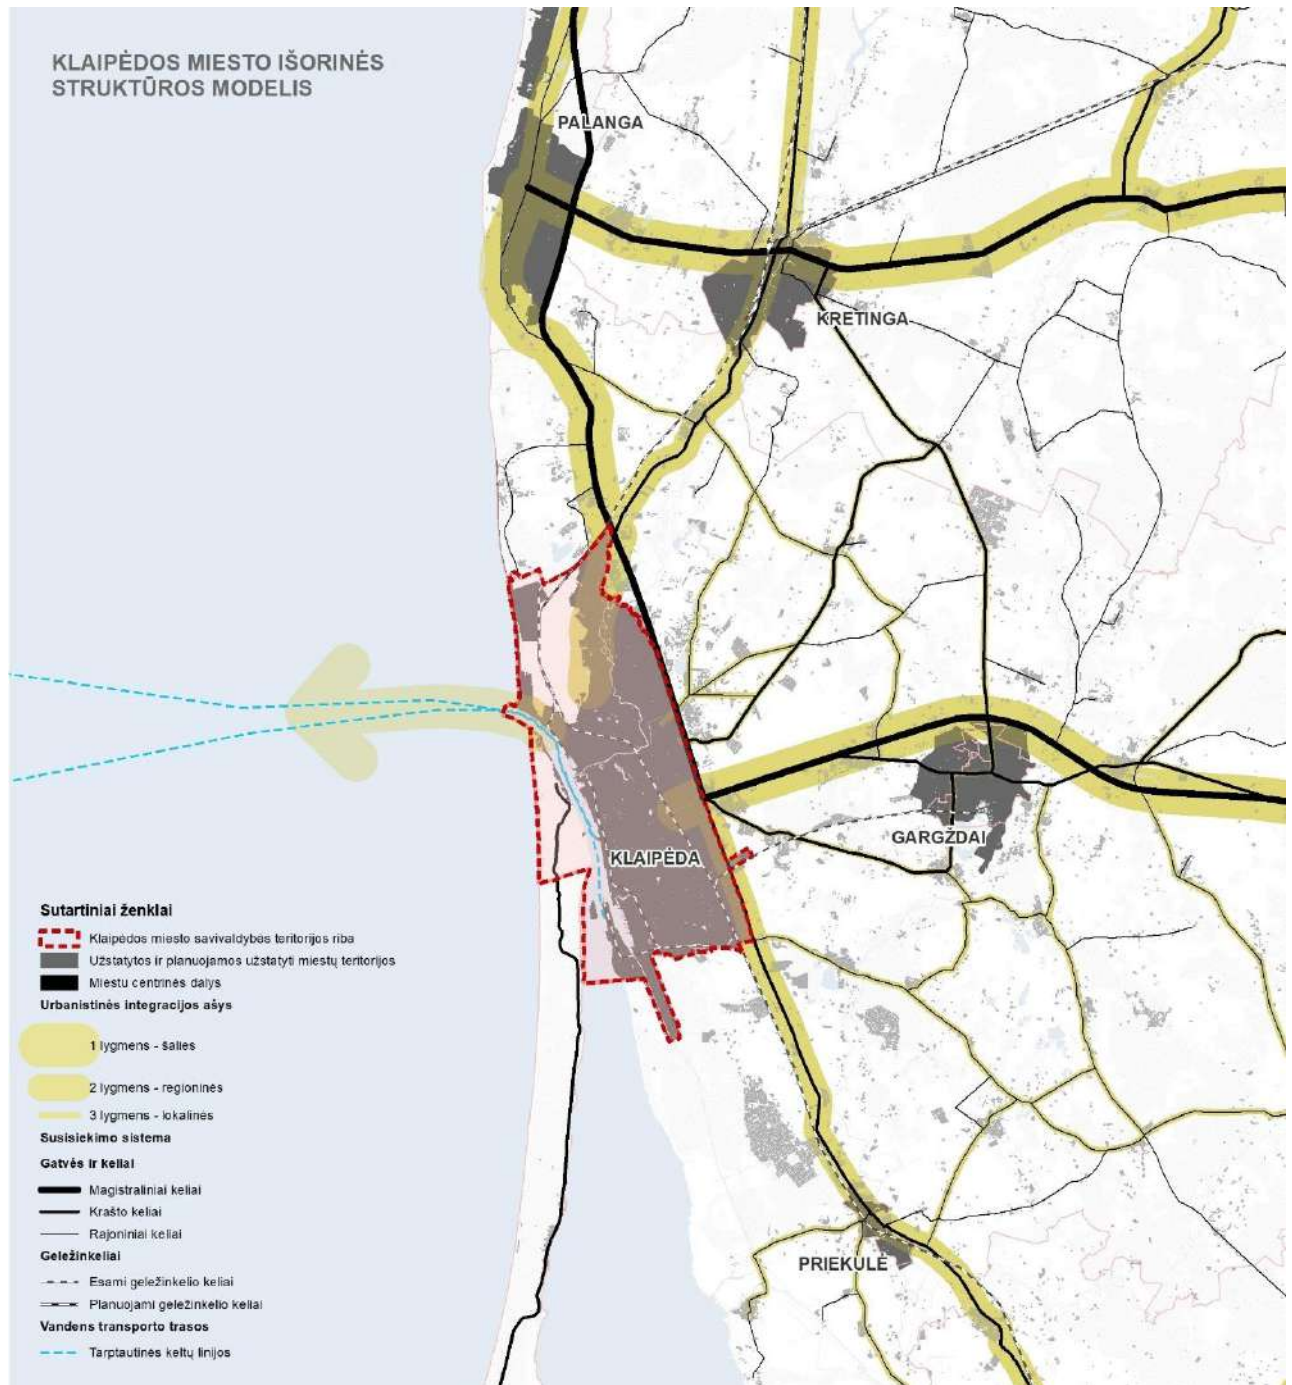 KLAIPĖDOS MIESTO IŠORINĖS
STRUKTŪROS MODELIS
PALANGA
KRETINGA
GARGŽDAI
KLAIPĖDA
PRIEKULĖ
Sutartiniai ženklai
Klaipėdos miesto savivaldybės teritorijos riba
Užstatytos ir planuojamos užstatyti miestų teritorijos
Miestu centrinės dalys
Urbanistinės integracijos ašys
1 lygmens - šalies
2 lygmens - regioninės
3 lygmens - lokalinės
Susisiekimo sistema
Gatvės ir keliai
Magistraliniai keliai
Krašto keliai
Rajoniniai keliai
Geležinkeliai
Esami geležinkelio keliai
Planuojami geležinkelio keliai
Vandens transporto trasos
Tarptautinės keltų linijos